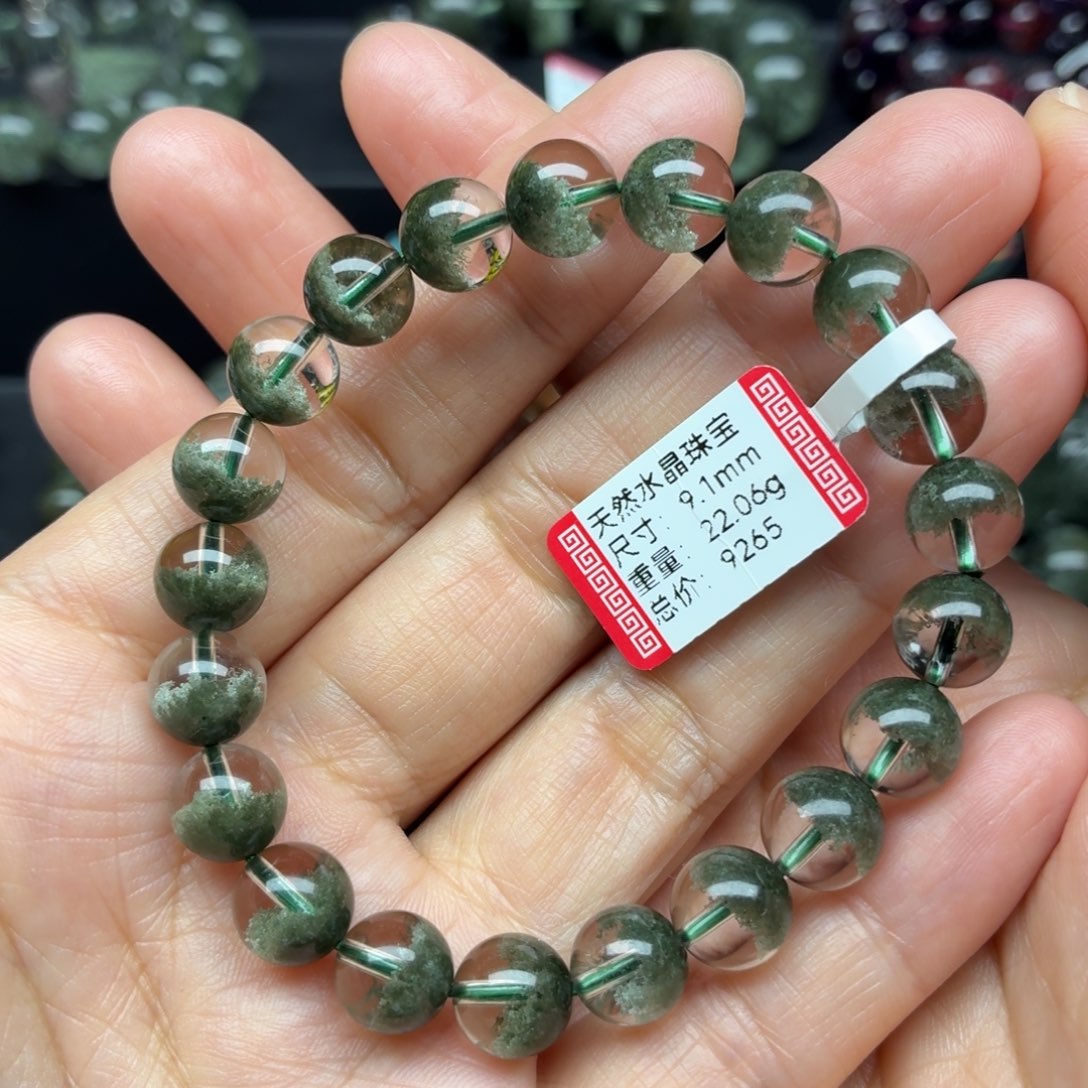 天然水晶珠宝
尺寸: 9.1mm
重量: 22.06g
总价: 9265